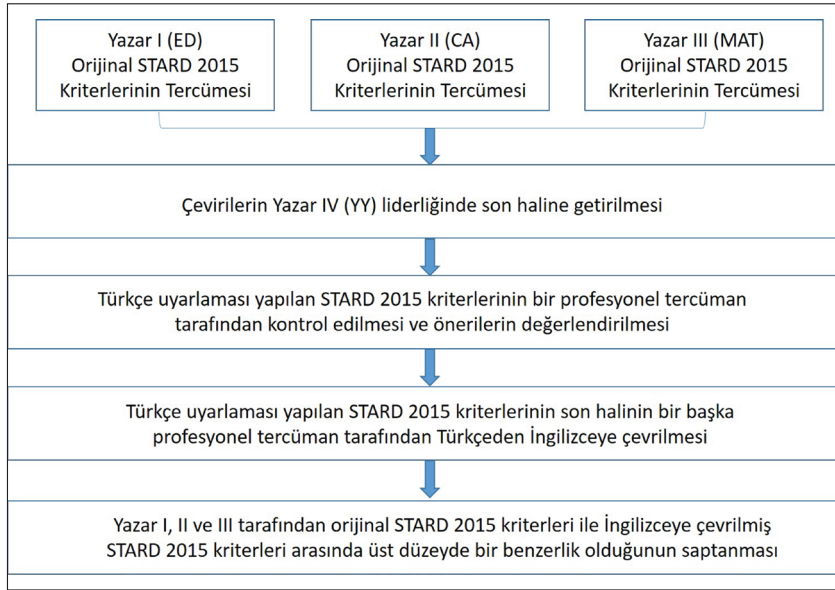 Yazar I (ED)
Orijinal STARD 2015
Kriterlerinin Tercümesi
Yazar II (CA)
Orijinal STARD 2015
Kriterlerinin Tercümesi
Yazar III (MAT)
Orijinal STARD 2015
Kriterlerinin Tercümesi
Çevirilerin Yazar IV (YY) liderliğinde son haline getirilmesi
Türkçe uyarlaması yapılan STARD 2015 kriterlerinin bir profesyonel tercüman
tarafından kontrol edilmesi ve önerilerin değerlendirilmesi
Türkçe uyarlaması yapılan STARD 2015 kriterlerinin son halinin bir başka
profesyonel tercüman tarafından Türkçeden İngilizceye çevrilmesi
Yazar I, II ve III tarafından orijinal STARD 2015 kriterleri ile İngilizceye çevrilmiş
STARD 2015 kriterleri arasında üst düzeyde bir benzerlik olduğunun saptanması